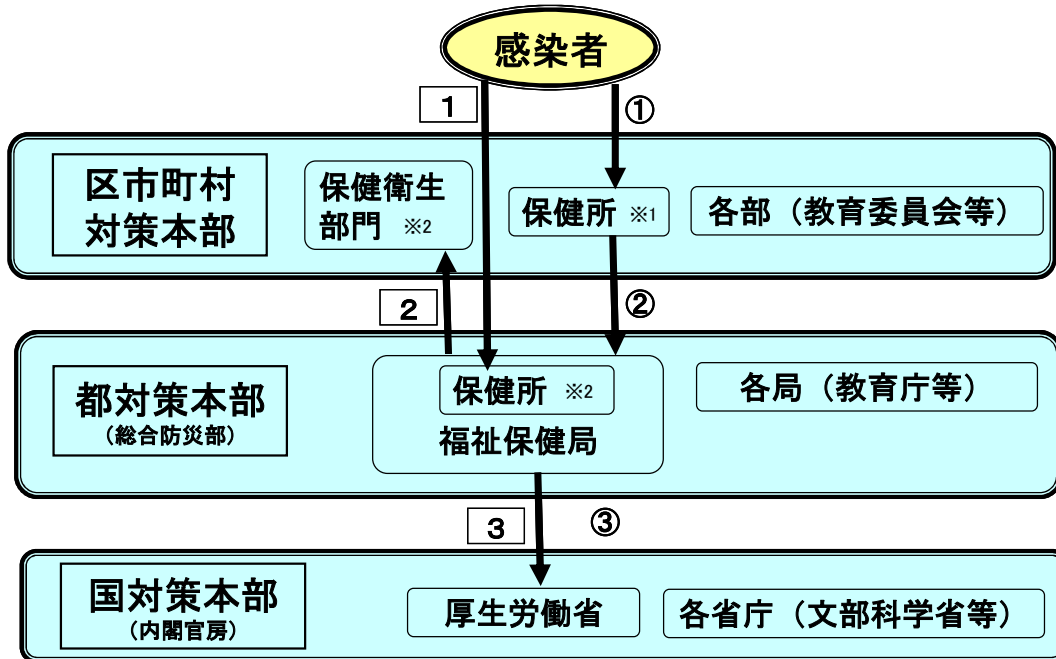 感染者
1
①
区市町村
対策本部
保健衛生
部門 ※2
保健所 ※1
各部（教育委員会等）
2
②
都対策本部
（総合防災部）
保健所 ※2
福祉保健局
各局（教育庁等）
3
③
国対策本部
（内閣官房）
厚生労働省
各省庁（文部科学省等）